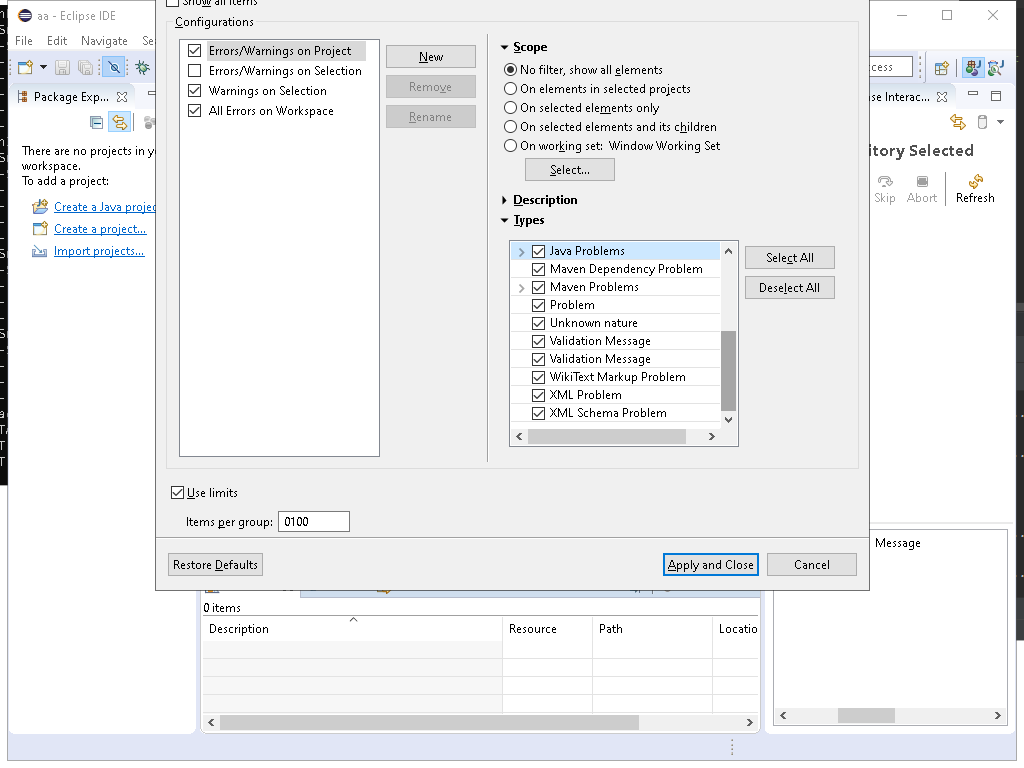 aa - Eclipse IDE
Show all items
Configurations
File Edit Navigate Se
Errors/Warnings on Project
Errors/Warnings on Selection
Warnings on Selection
All Errors on Workspace
New
Remove
Rename
Scope
No filter, show all elements
On elements in selected projects
On selected elements only
On selected elements and its children
On working set: Window Working Set
Select...
Description
Types
Java Problems
Maven Dependency Problem
Maven Problems
Problem
Unknown nature
Validation Message
Validation Message
WikiText Markup Problem
XML Problem
XML Schema Problem
Select All
Deselect All
Use limits
Items per group: 0100
Restore Defaults
Apply and Close
Cancel
Package Exp...
There are no projects in y
workspace.
To add a project:
Create a Java projec
Create a project...
Import projects...
cess
se Interac...
itory Selected
Skip Abort Refresh
Message
0 items
Description Resource Path Locatio